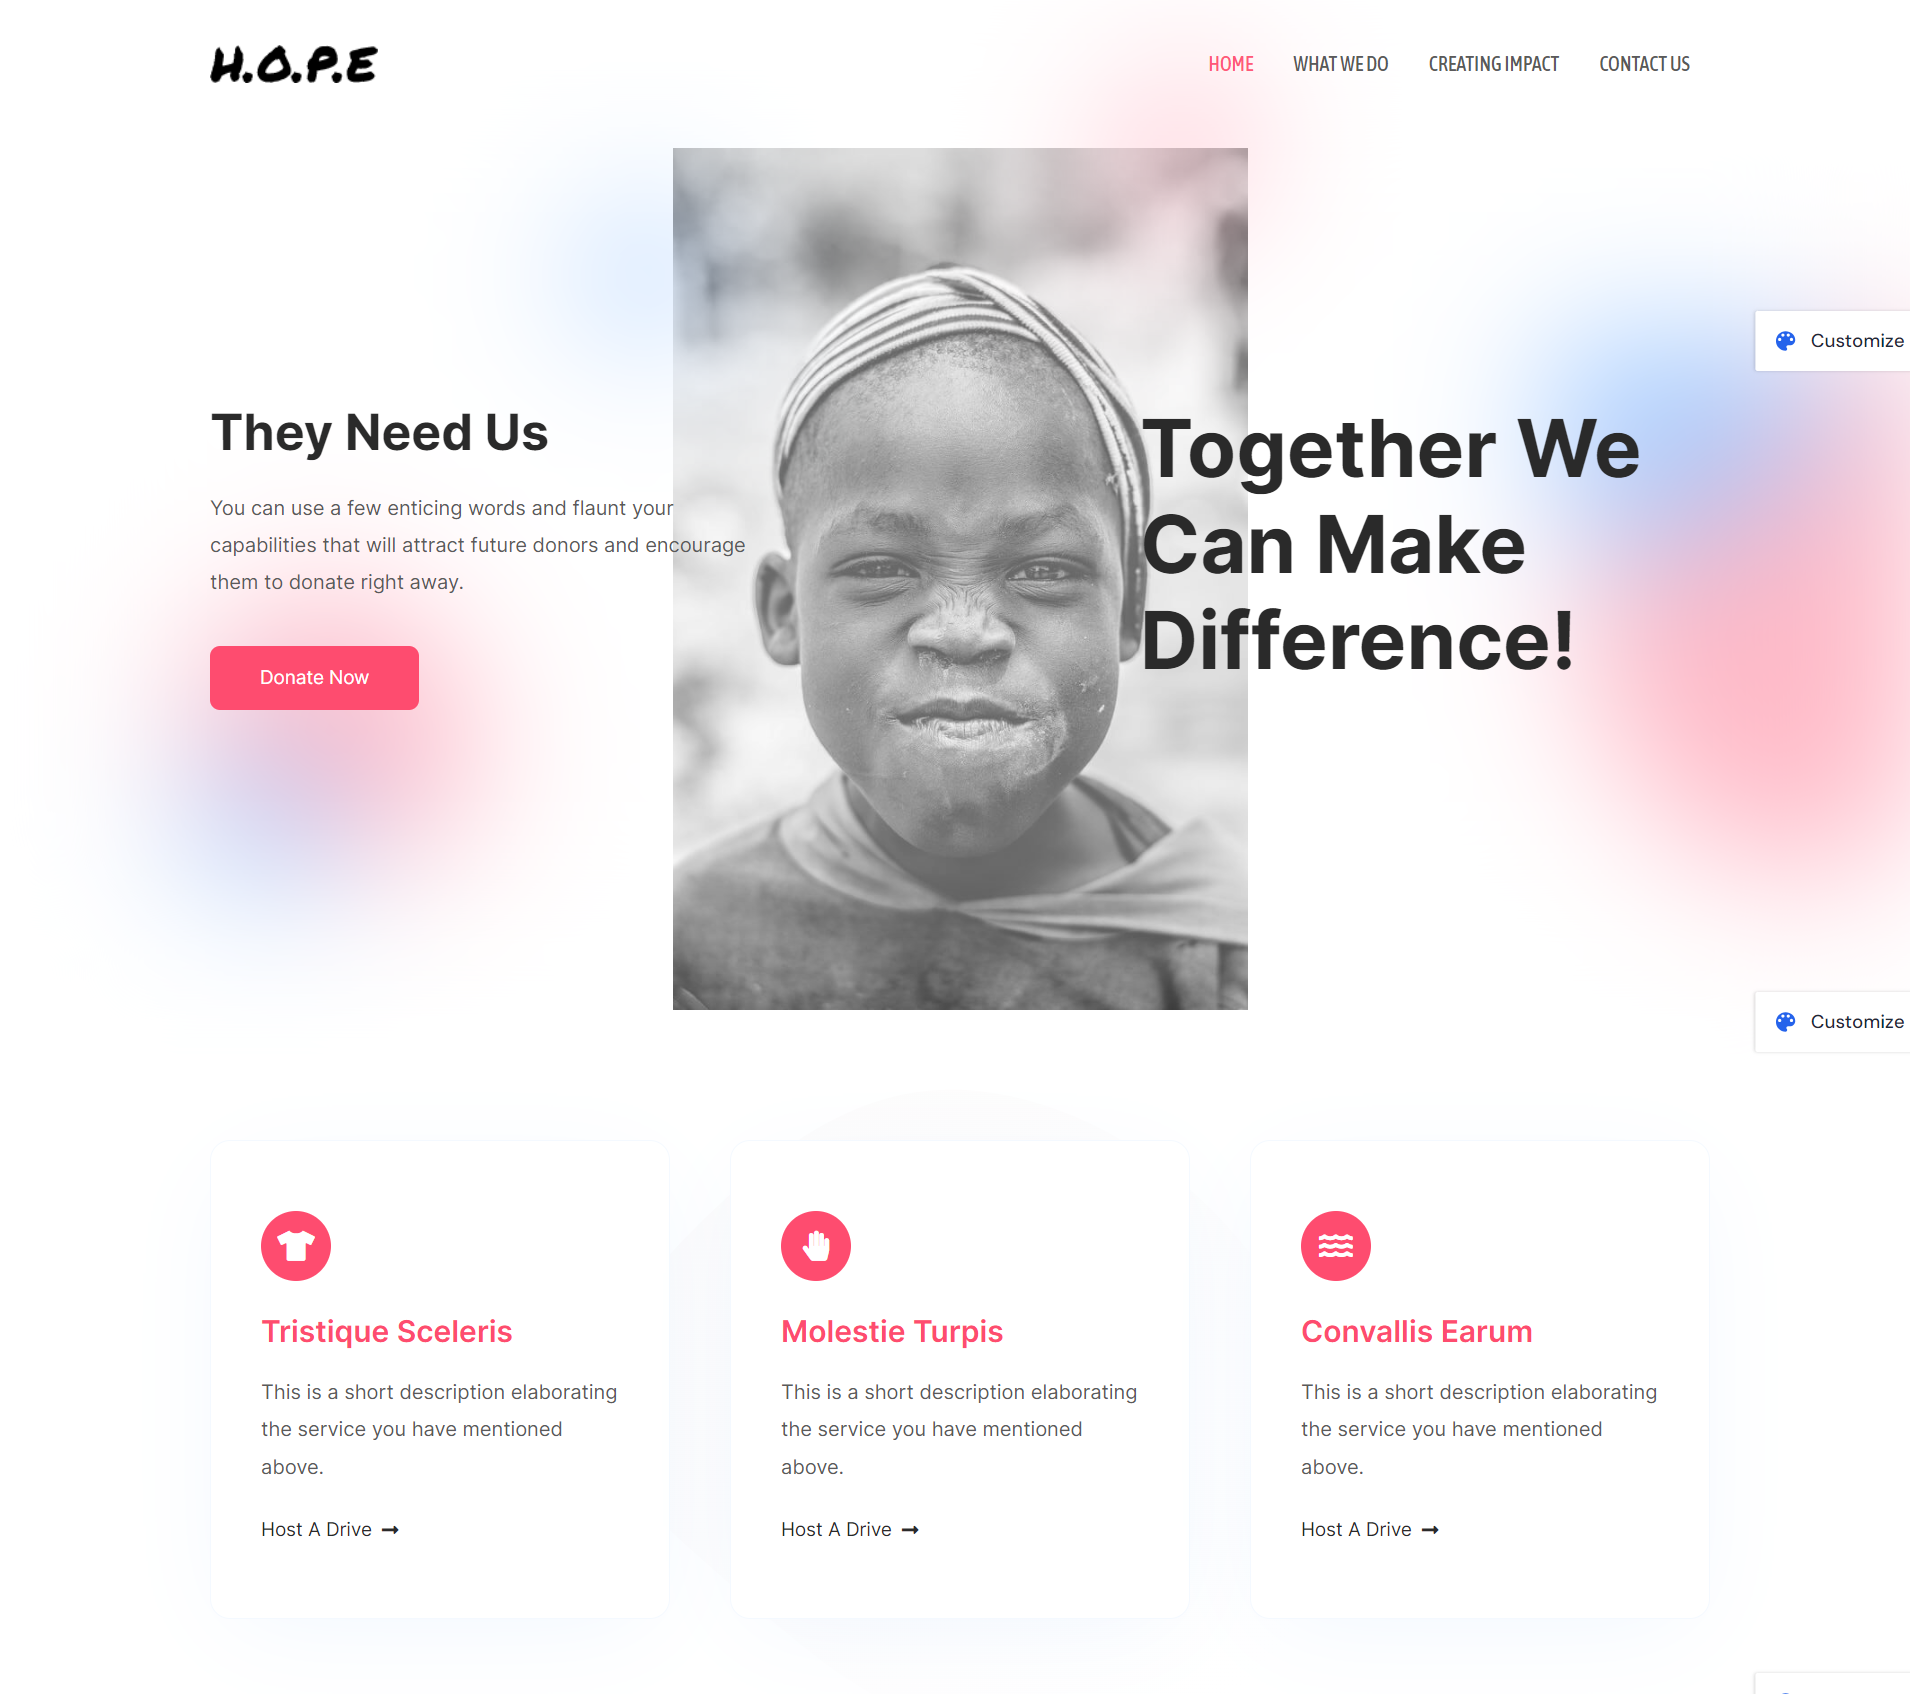 H.O.P.E
HOME
WHAT WE DO
CREATING IMPACT
CONTACT US
Customize
They Need Us
You can use a few enticing words and flaunt your
capabilities that will attract future donors and encourage
them to donate right away.
Donate Now
Together We
Can Make
Difference!
Customize
Tristique Sceleris
This is a short description elaborating
the service you have mentioned
above.
Host A Drive
Molestie Turpis
This is a short description elaborating
the service you have mentioned
above.
Host A Drive
Convallis Earum
This is a short description elaborating
the service you have mentioned
above.
Host A Drive